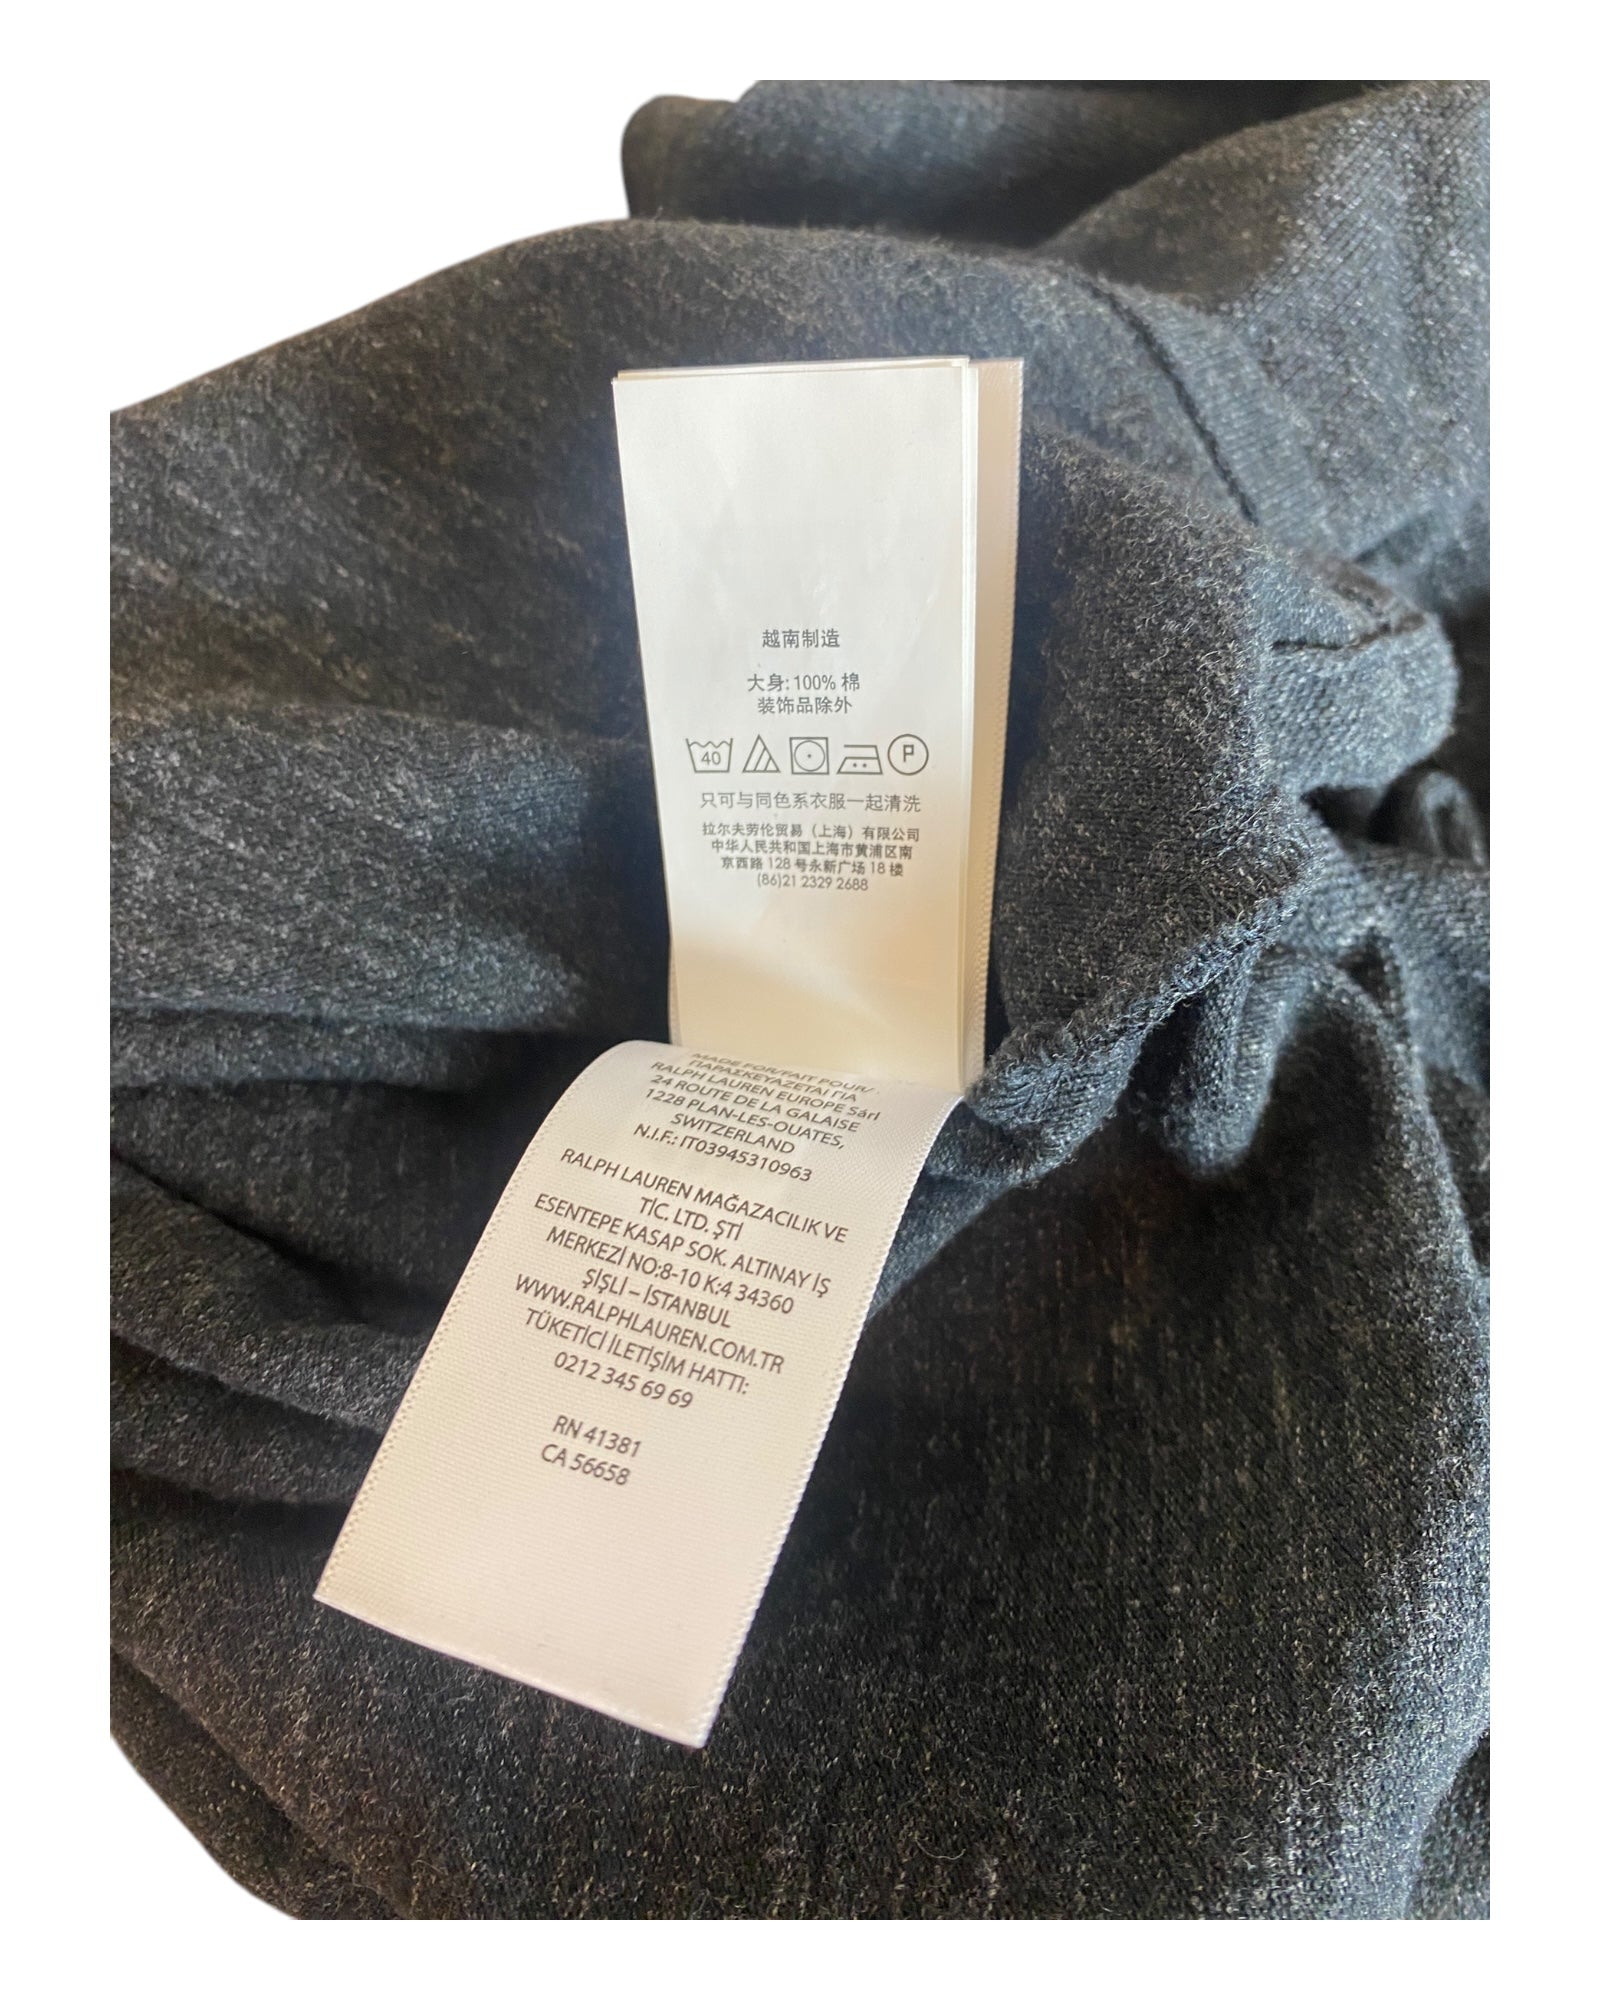 越南制造
大身: 100% 棉
装饰品除外
40 P
只可与同色系衣服一起清洗
拉尔夫劳伦贸易（上海）有限公司
中华人民共和国上海市黄浦区南
京西路 128 号永新广场 18 楼
(86)21 2329 2688
MADE FOR/FAIT POUR/
ΠΑΡΑΣΚΕΥΑΖΕΤΑΙ ΓΙΑ
RALPH LAUREN EUROPE Sárl
24 ROUTE DE LA GALAISE
1228 PLAN-LES-OUATES,
SWITZERLAND
N.I.F.: IT03945310963
RALPH LAUREN MAĞAZACILIK VE
TİC. LTD. ŞTİ
ESENTEPE KASAP SOK. ALTINAY İŞ
MERKEZİ NO:8-10 K:4 34360
ŞİŞLİ – İSTANBUL
WWW.RALPHLAUREN.COM.TR
TÜKETİCİ İLETİŞİM HATTI:
0212 345 69 69
RN 41381
CA 56658